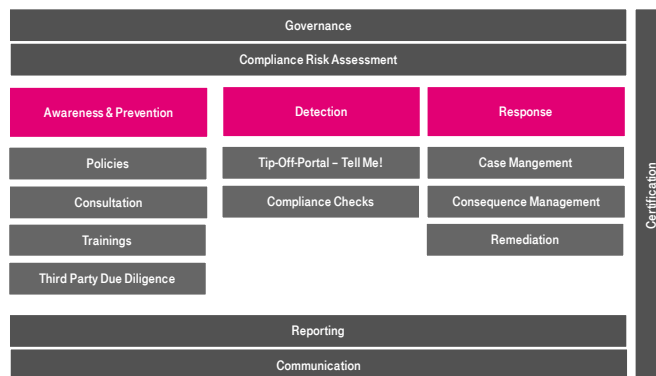 Governance
Compliance Risk Assessment
Awareness & Prevention
Detection
Response
Policies
Tip-Off-Portal – Tell Me!
Case Mangement
Consultation
Compliance Checks
Consequence Management
Trainings
Remediation
Third Party Due Diligence
Reporting
Communication
Certification